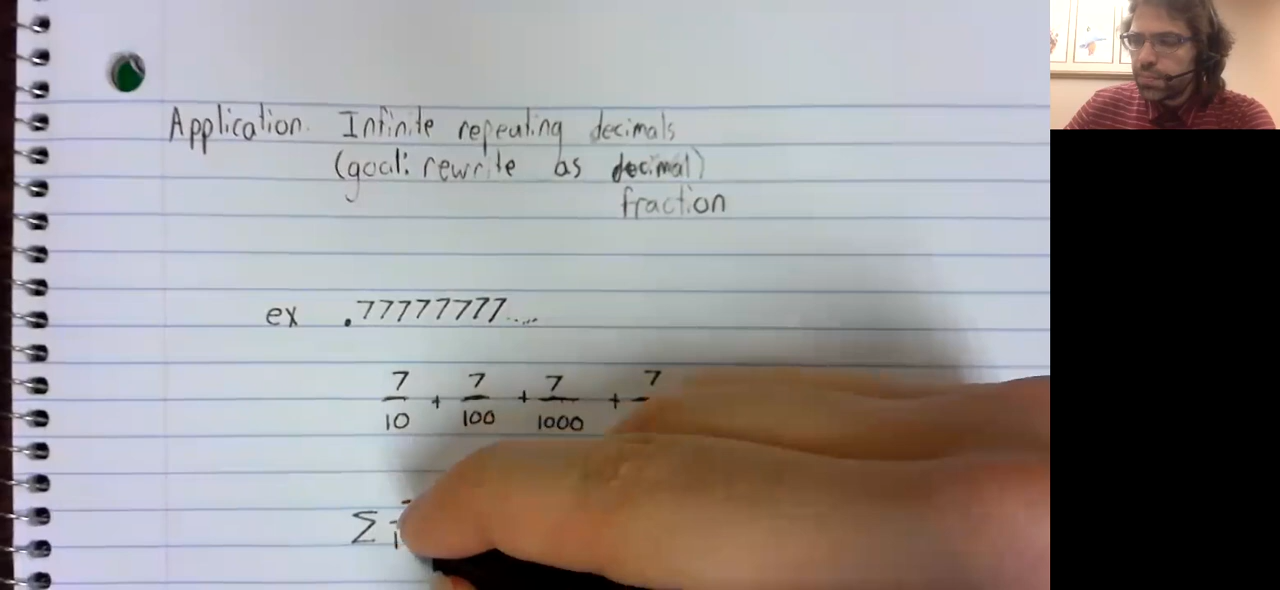 Application. Infinite repeating decimals
(goal: rewrite as decimal)
fraction
ex .77777777.....
7/10 + 7/100 + 7/1000 + 7
Σ